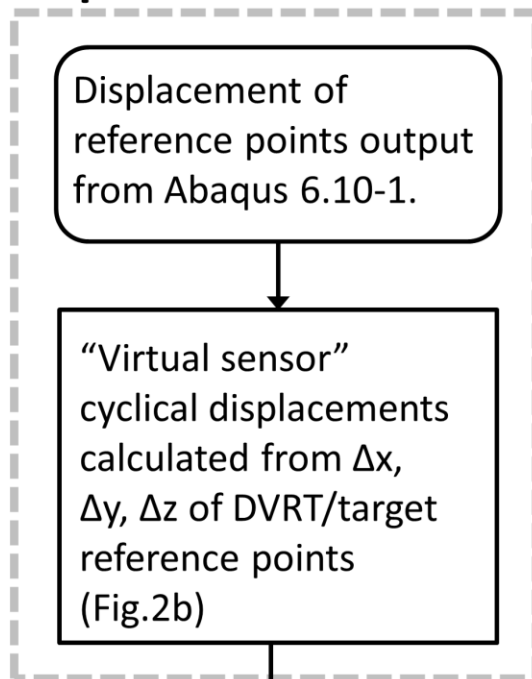 Displacement of
reference points output
from Abaqus 6.10-1.
“Virtual sensor”
cyclical displacements
calculated from Δx,
Δy, Δz of DVRT/target
reference points
(Fig.2b)